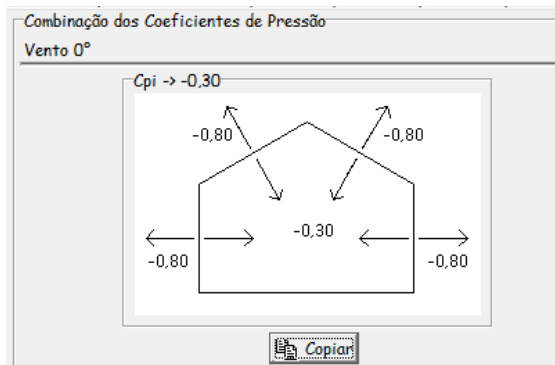 Combinação dos Coeficientes de Pressão
Vento 0°
Cpi -> -0,30
-0,80 -0,80
-0,30
-0,80 -0,80
Copiar